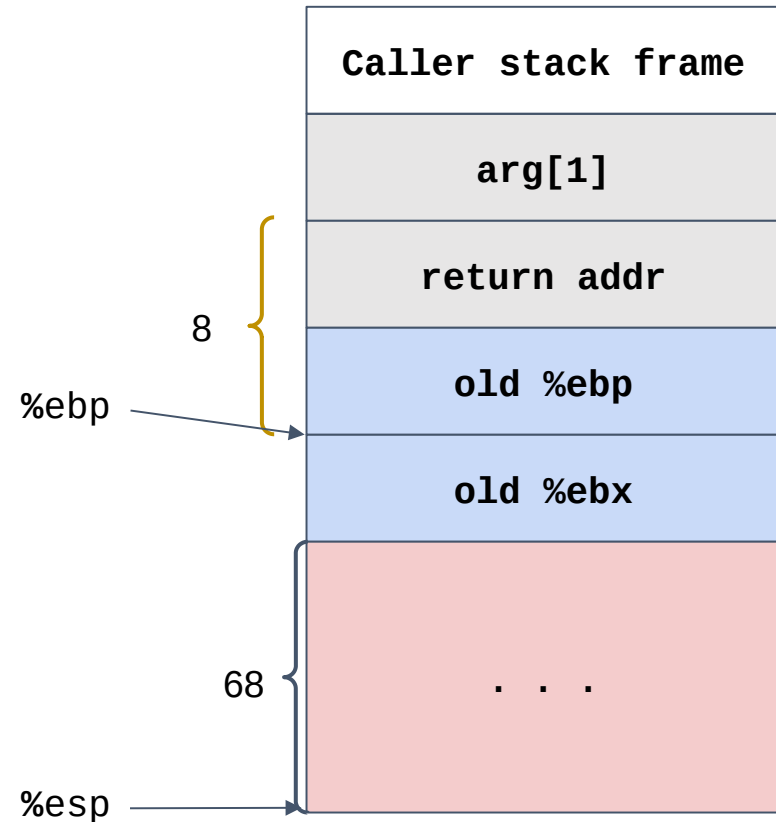 Caller stack frame
arg[1]
return addr
8
old %ebp
%ebp
old %ebx
68
. . .
%esp